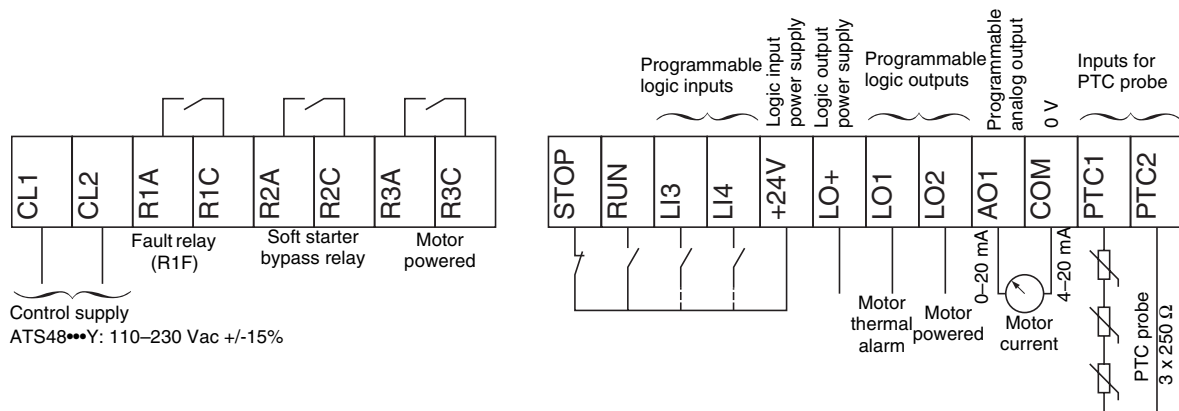 CL1
CL2
R1A
R1C
R2A
R2C
R3A
R3C
Fault relay
(R1F)
Soft starter
bypass relay
Motor
powered
Control supply
ATS48•••Y: 110–230 Vac +/-15%
Programmable
logic inputs
Logic input
power supply
Logic output
power supply
Programmable
logic outputs
Programmable
analog output
0 V
Inputs for
PTC probe
STOP
RUN
LI3
LI4
+24V
LO+
LO1
LO2
AO1
COM
PTC1
PTC2
Motor
thermal
alarm
Motor
powered
0–20 mA
4–20 mA
Motor
current
PTC probe
3 x 250 Ω